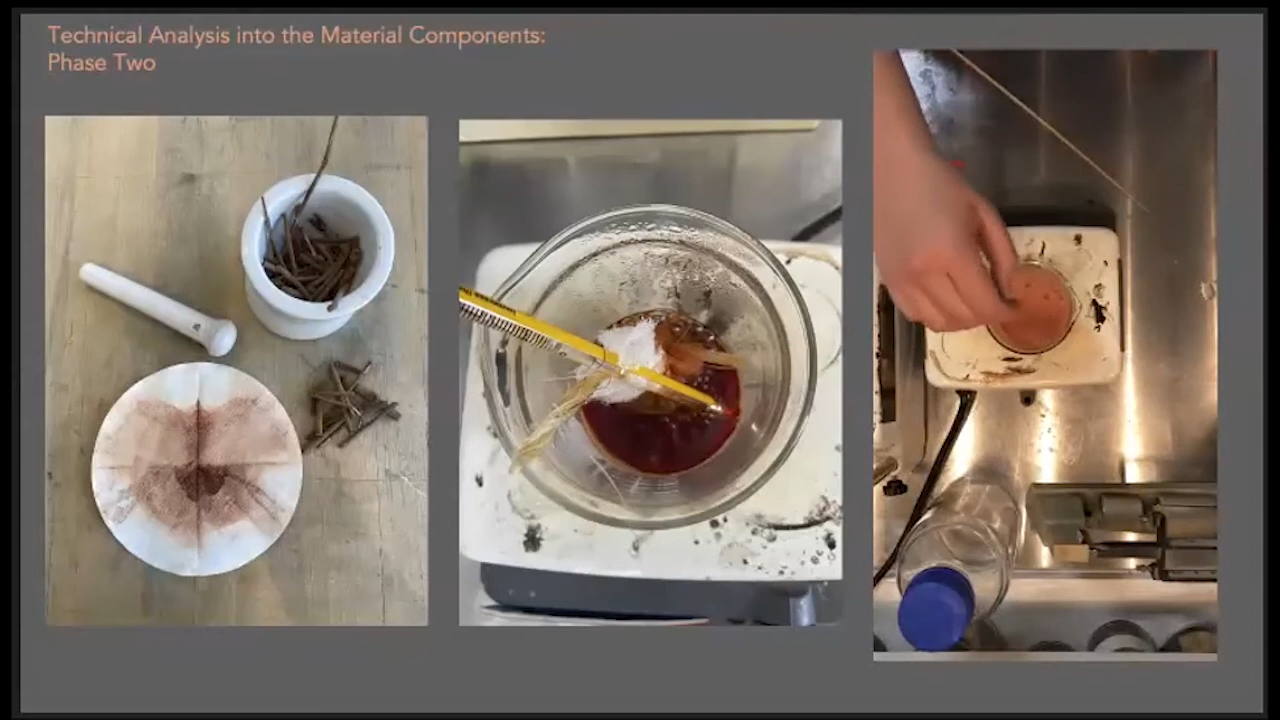 Technical Analysis into the Material Components:
Phase Two